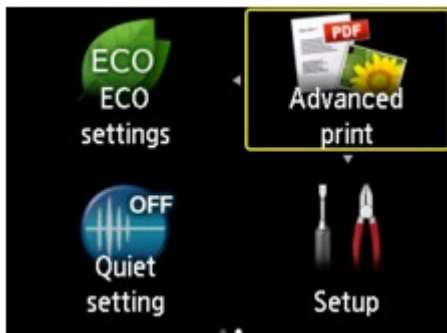 ECO
ECO
settings
PDF
Advanced
print
OFF
Quiet
setting
Setup